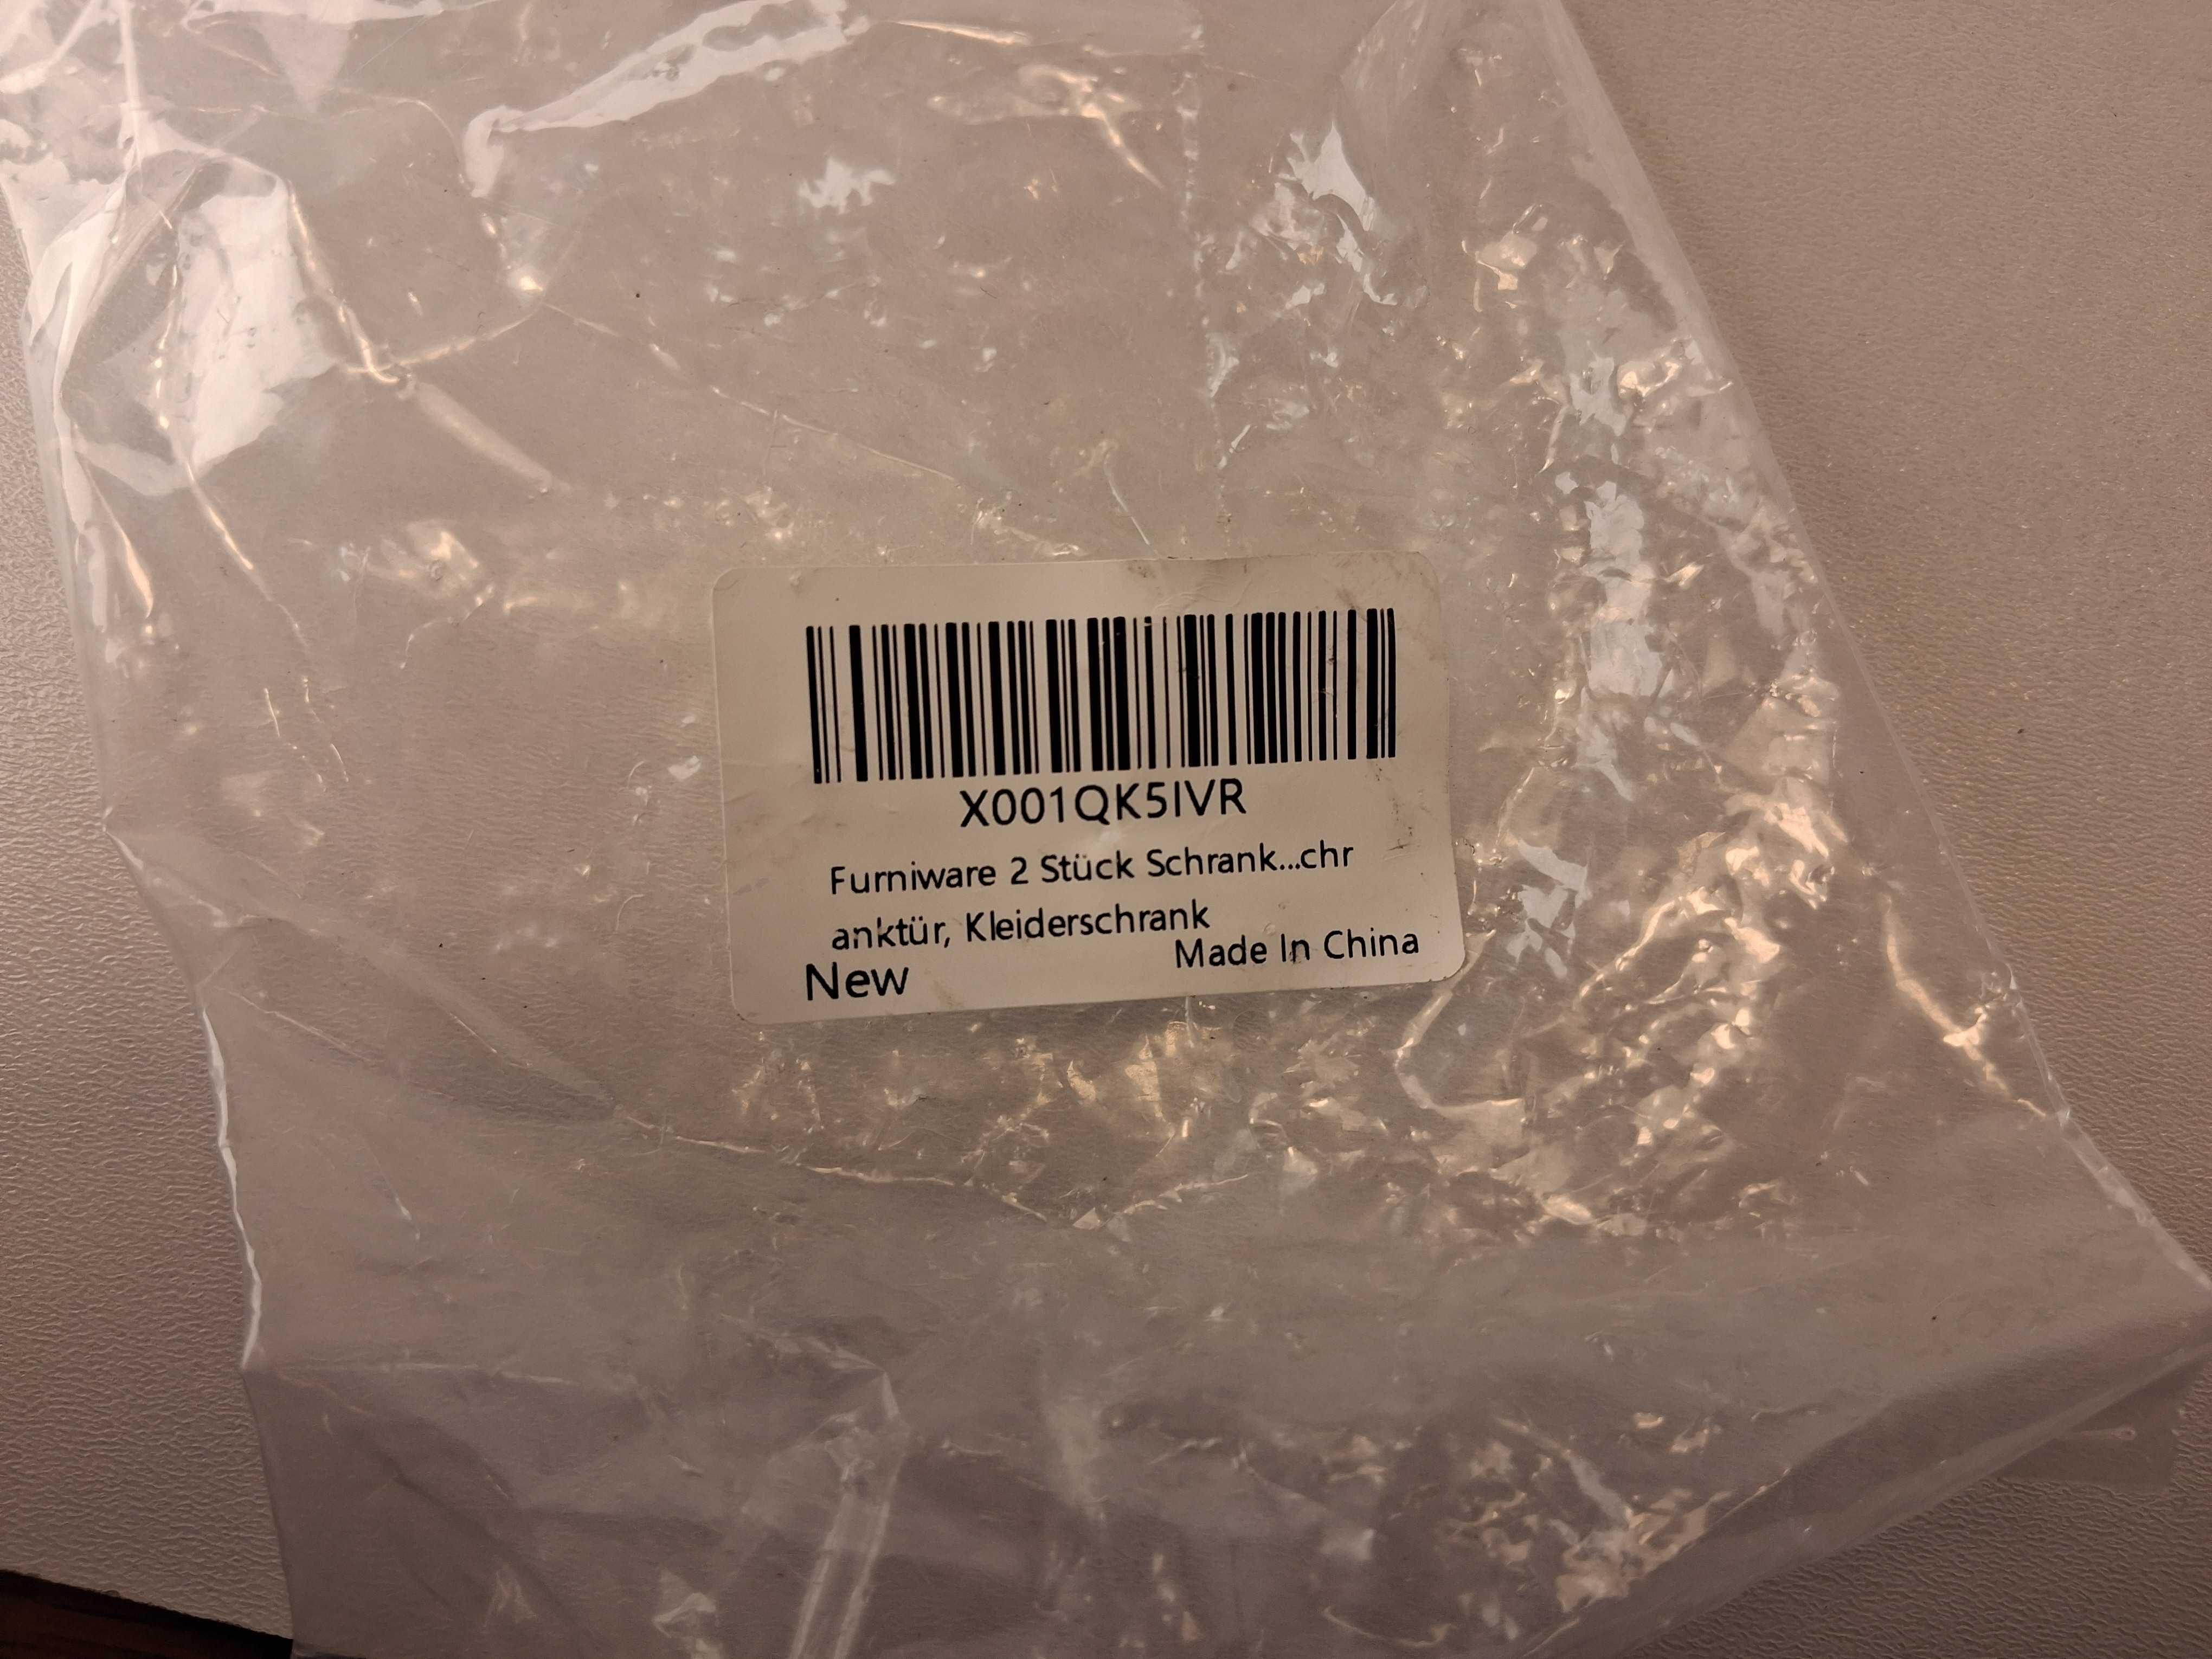 X001QK5IVR
Furniware 2 Stück Schrank...chr
anktür, Kleiderschrank
Made In China
New